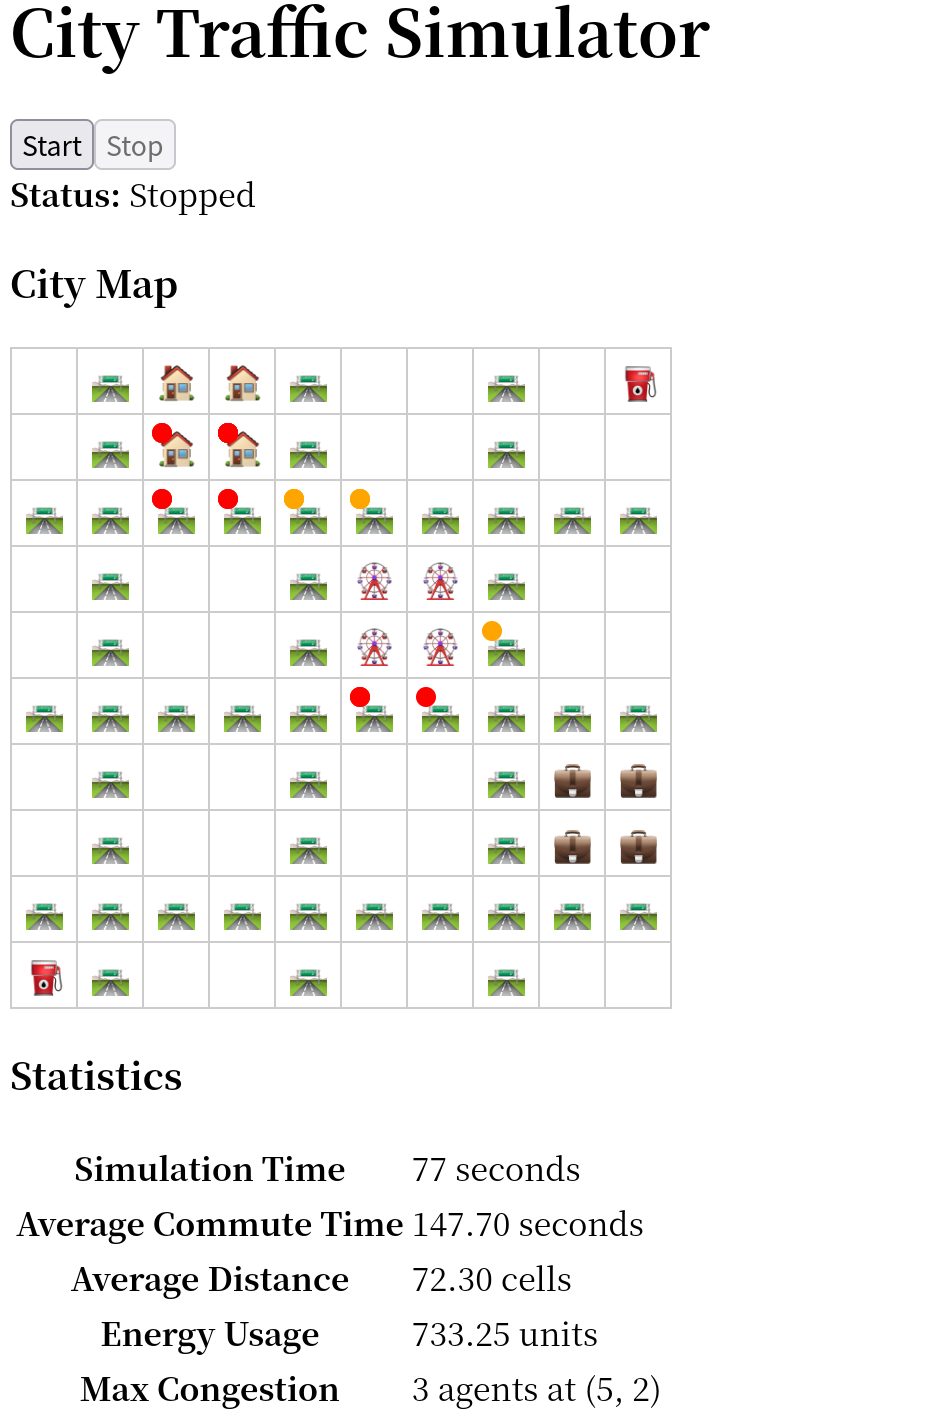 City Traffic Simulator
Start Stop
Status: Stopped
City Map
Statistics
Simulation Time 77 seconds
Average Commute Time 147.70 seconds
Average Distance 72.30 cells
Energy Usage 733.25 units
Max Congestion 3 agents at (5, 2)